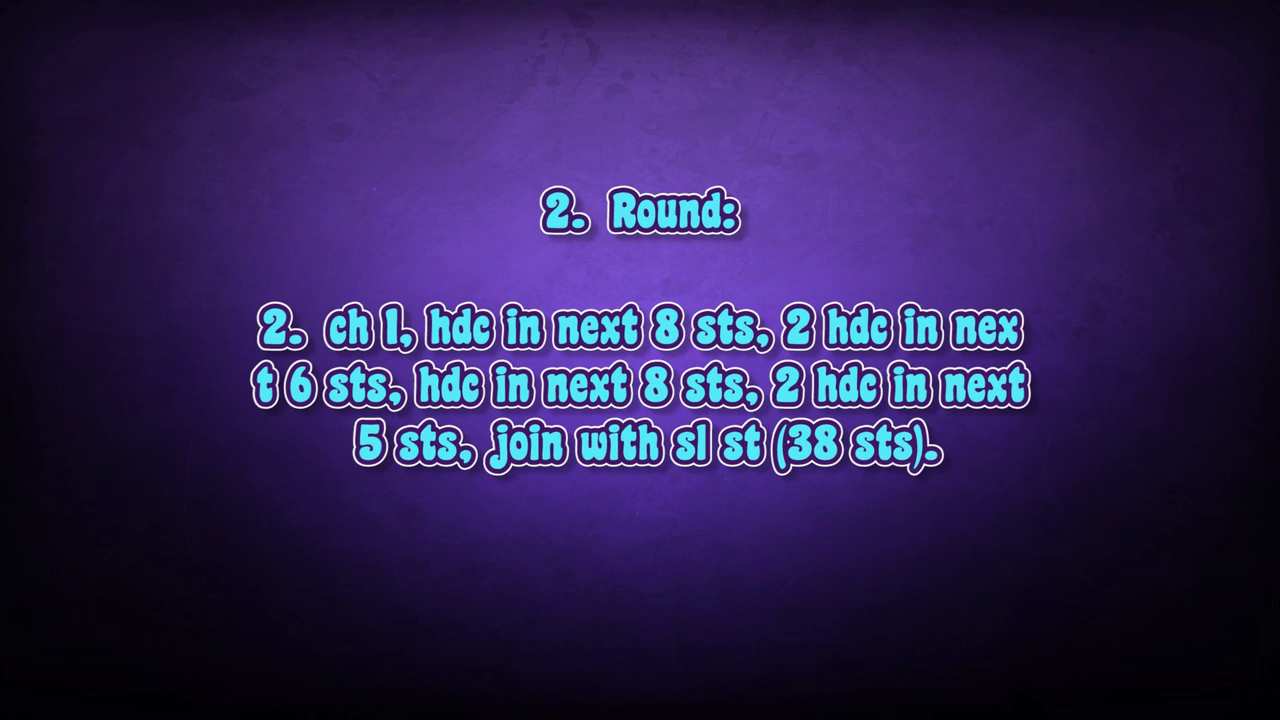 2. Round:
2. ch 1, hdc in next 8 sts, 2 hdc in nex
t 6 sts, hdc in next 8 sts, 2 hdc in next
5 sts, join with sl st (38 sts).